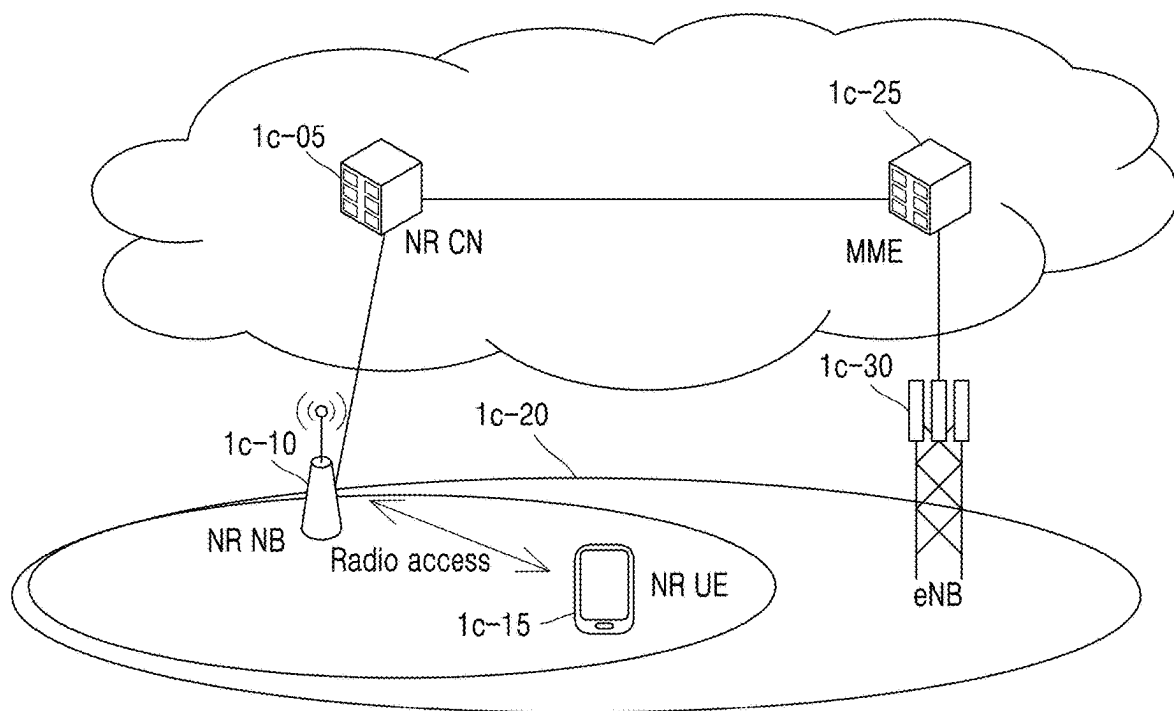 1c-25
1c-05
NR CN
MME
1c-30
1c-20
1c-10
NR NB
Radio access
NR UE
eNB
1c-15